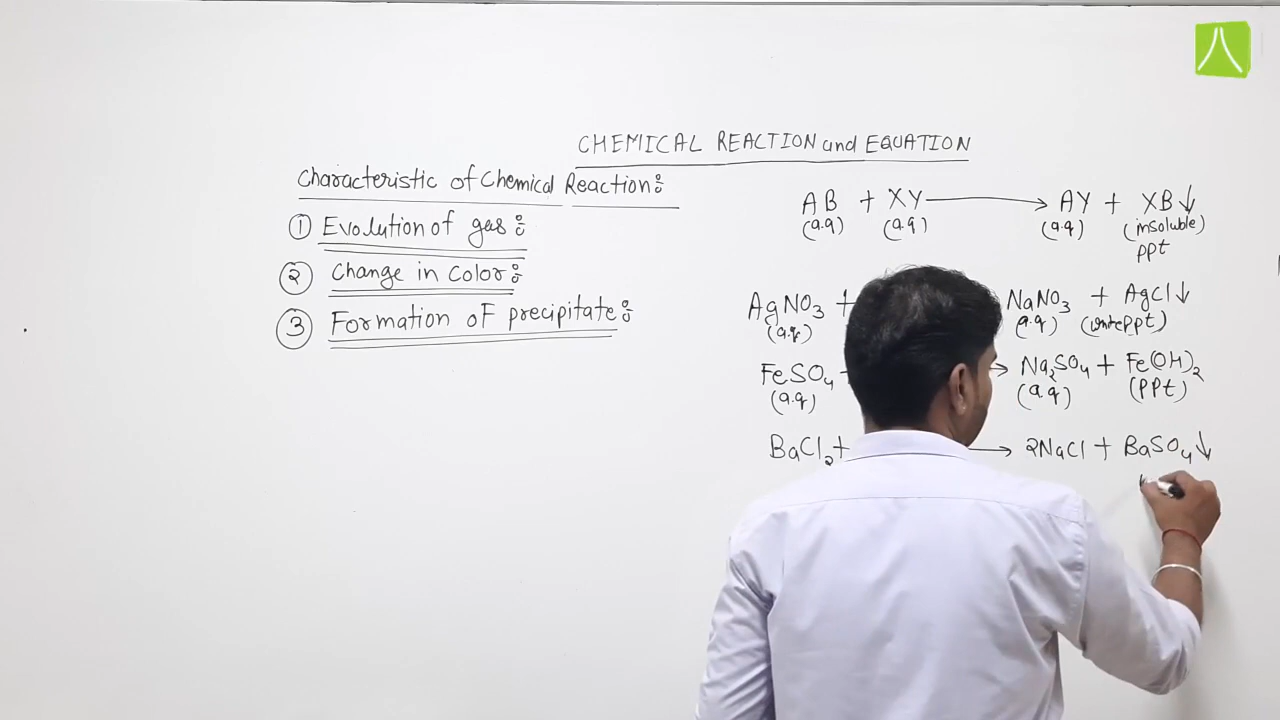 CHEMICAL REACTION and EQUATION
Characteristic of Chemical Reaction:
① Evolution of gas:
② Change in Color:
③ Formation of precipitate:
AB + XY ⟶ AY + XB↓
(a.q) (a.q) (a.q) (insoluble)
ppt
AgNO₃ + NaNO₃ + AgCl↓
(a.q) (a.q) (white ppt)
FeSO₄ → Na₂SO₄ + Fe(OH)₂
(a.q) (a.q) (ppt)
BaCl₂ + → 2NaCl + BaSO₄↓